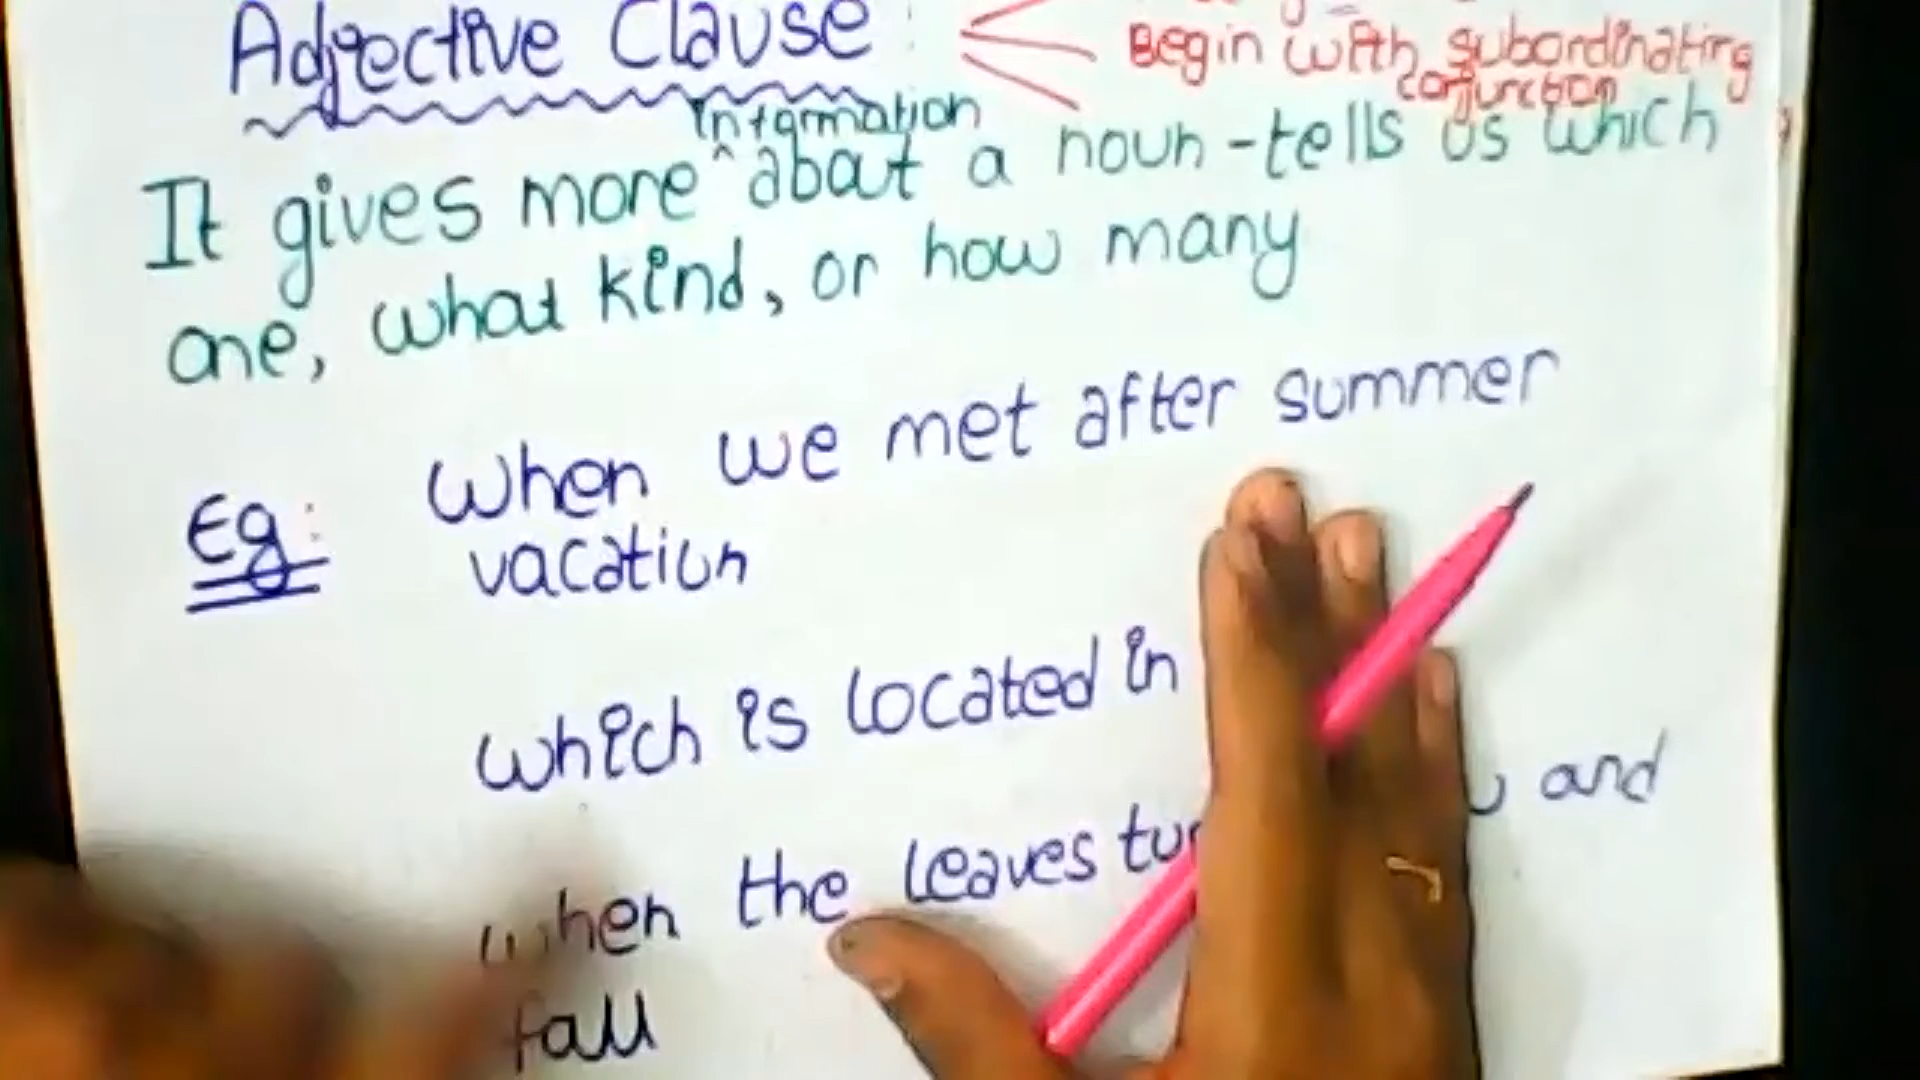 Adjective Clause :
Begin with subordinating
conjunction
Information
It gives more ^ about a noun - tells us which
one, what kind, or how many
Eg: When we met after summer
vacation
which is located in
when the leaves and
fall